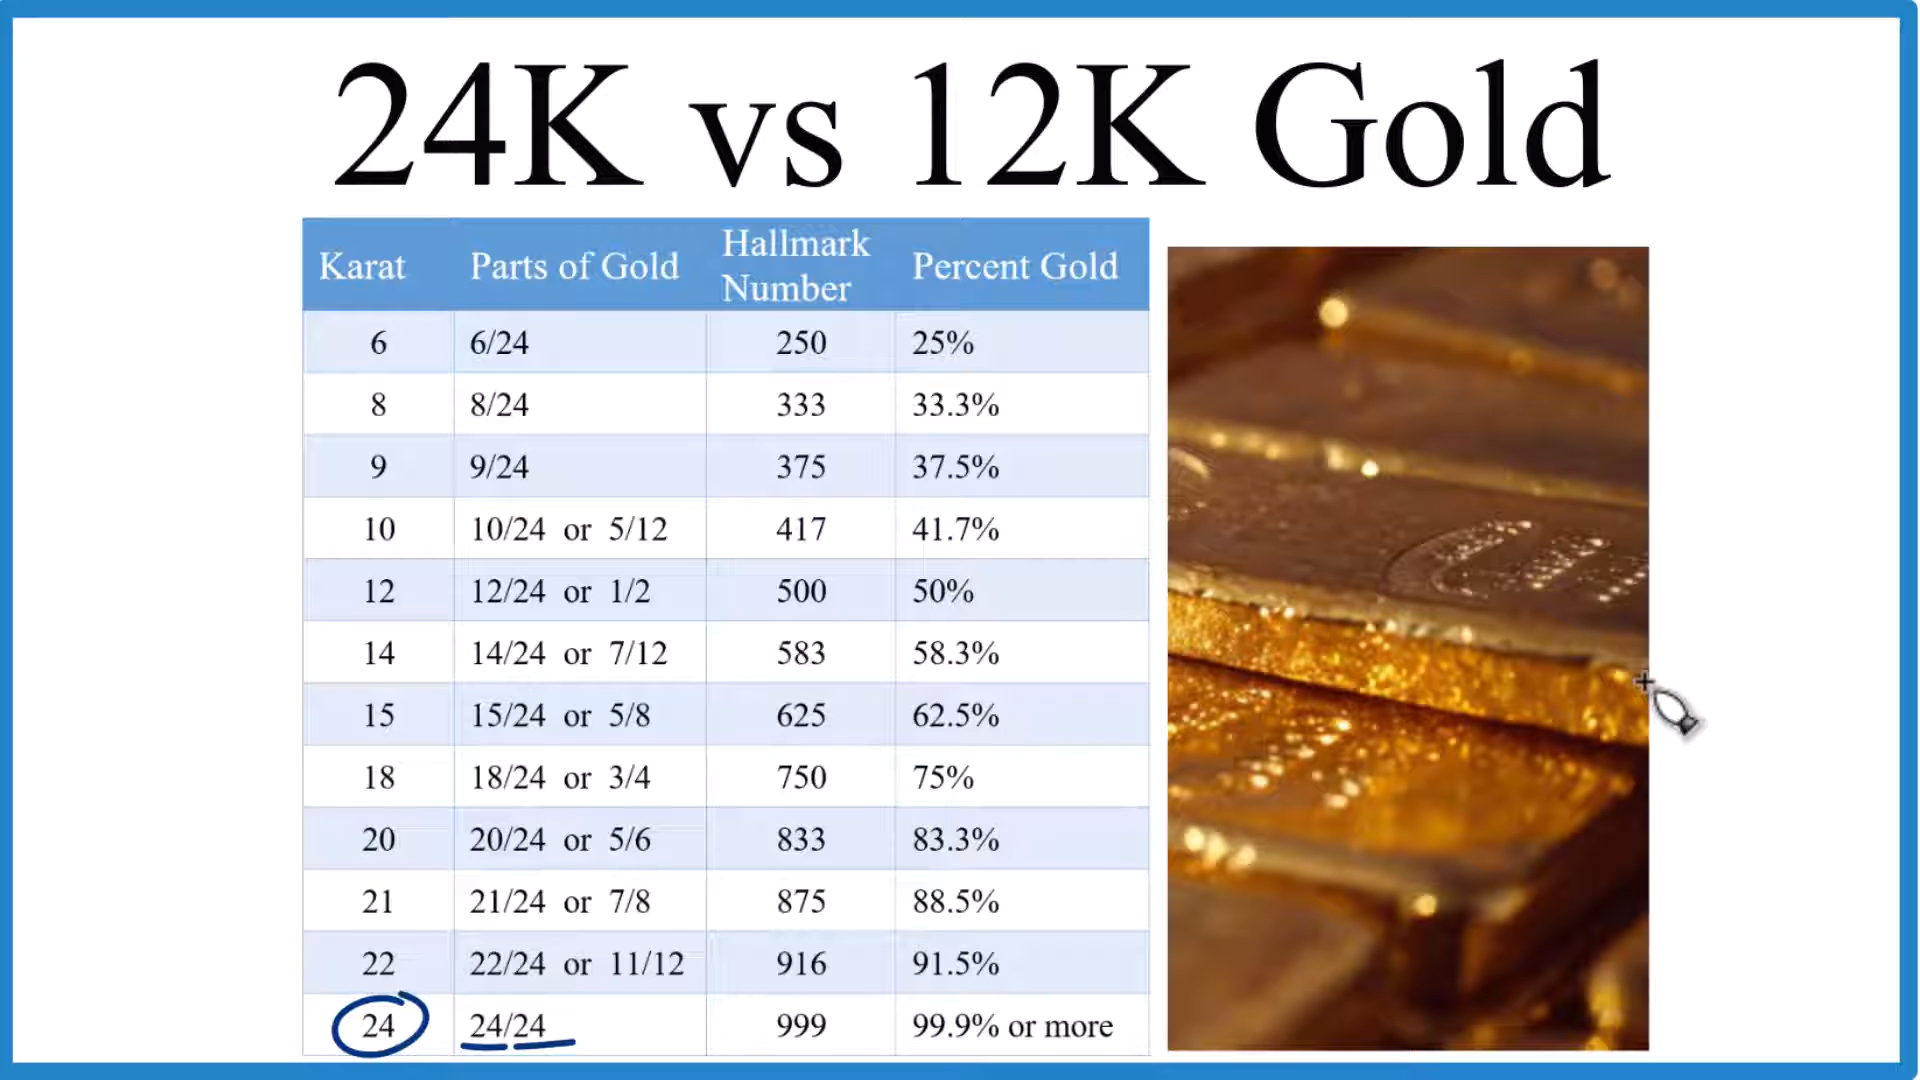 24K vs 12K Gold
Karat Parts of Gold Hallmark Number Percent Gold
6 6/24 250 25%
8 8/24 333 33.3%
9 9/24 375 37.5%
10 10/24 or 5/12 417 41.7%
12 12/24 or 1/2 500 50%
14 14/24 or 7/12 583 58.3%
15 15/24 or 5/8 625 62.5%
18 18/24 or 3/4 750 75%
20 20/24 or 5/6 833 83.3%
21 21/24 or 7/8 875 88.5%
22 22/24 or 11/12 916 91.5%
24 24/24 999 99.9% or more